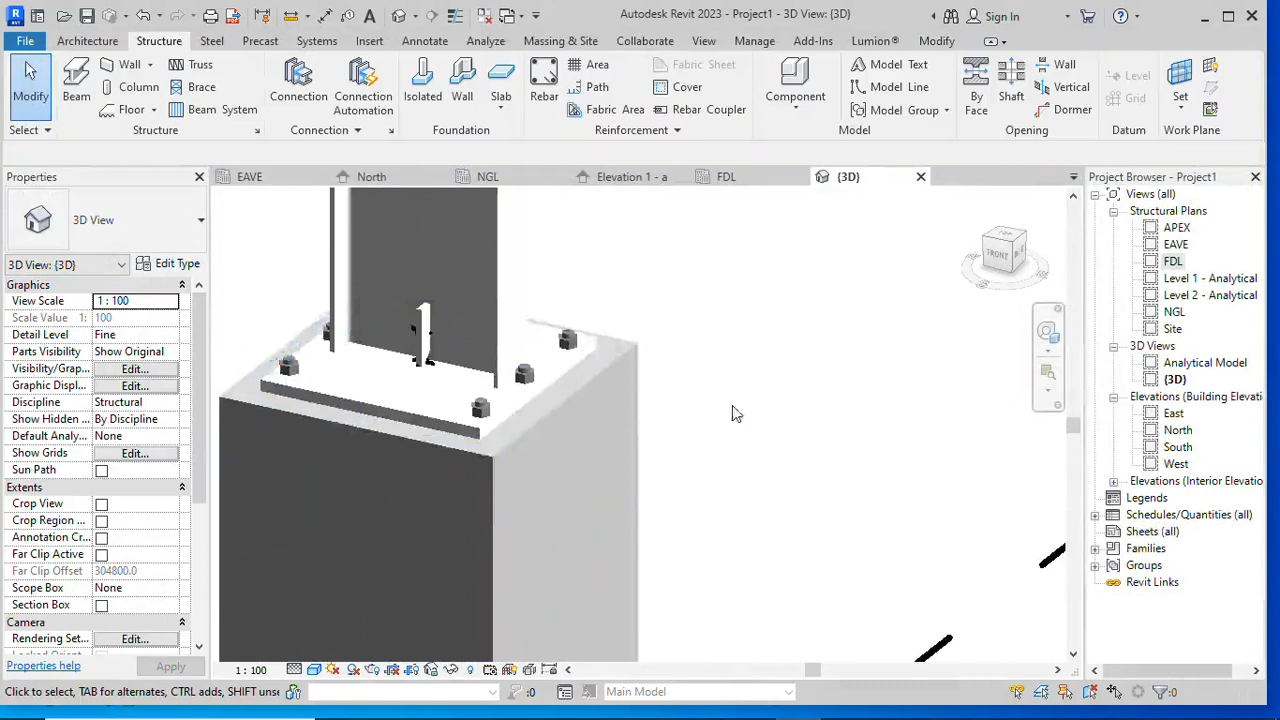 Autodesk Revit 2023 - Project1 - 3D View: {3D}
Sign In
File
Architecture
Structure
Steel
Precast
Systems
Insert
Annotate
Analyze
Massing & Site
Collaborate
View
Manage
Add-Ins
Lumion®
Modify
Modify
Beam
Wall
Column
Floor
Truss
Brace
Beam System
Connection
Connection Automation
Isolated
Wall
Slab
Rebar
Area
Path
Fabric Area
Fabric Sheet
Cover
Rebar Coupler
Component
Model Text
Model Line
Model Group
By Face
Shaft
Wall
Vertical
Dormer
Level
Grid
Set
Select
Structure
Connection
Foundation
Reinforcement
Model
Opening
Datum
Work Plane
Properties
EAVE
North
NGL
Elevation 1 - a
FDL
{3D}
Project Browser - Project1
3D View
3D View: {3D}
Edit Type
Graphics
View Scale 1 : 100
Scale Value 1: 100
Detail Level Fine
Parts Visibility Show Original
Visibility/Grap... Edit...
Graphic Displ... Edit...
Discipline Structural
Show Hidden ... By Discipline
Default Analy... None
Show Grids Edit...
Sun Path
Extents
Crop View
Crop Region ...
Annotation Cr...
Far Clip Active
Far Clip Offset 304800.0
Scope Box None
Section Box
Camera
Rendering Set... Edit...
Properties help
Apply
FRONT
Views (all)
Structural Plans
APEX
EAVE
FDL
Level 1 - Analytical
Level 2 - Analytical
NGL
Site
3D Views
Analytical Model
{3D}
Elevations (Building Elevati
East
North
South
West
Elevations (Interior Elevatio
Legends
Schedules/Quantities (all)
Sheets (all)
Families
Groups
Revit Links
1 : 100
Click to select, TAB for alternates, CTRL adds, SHIFT unse
:0
Main Model
:0